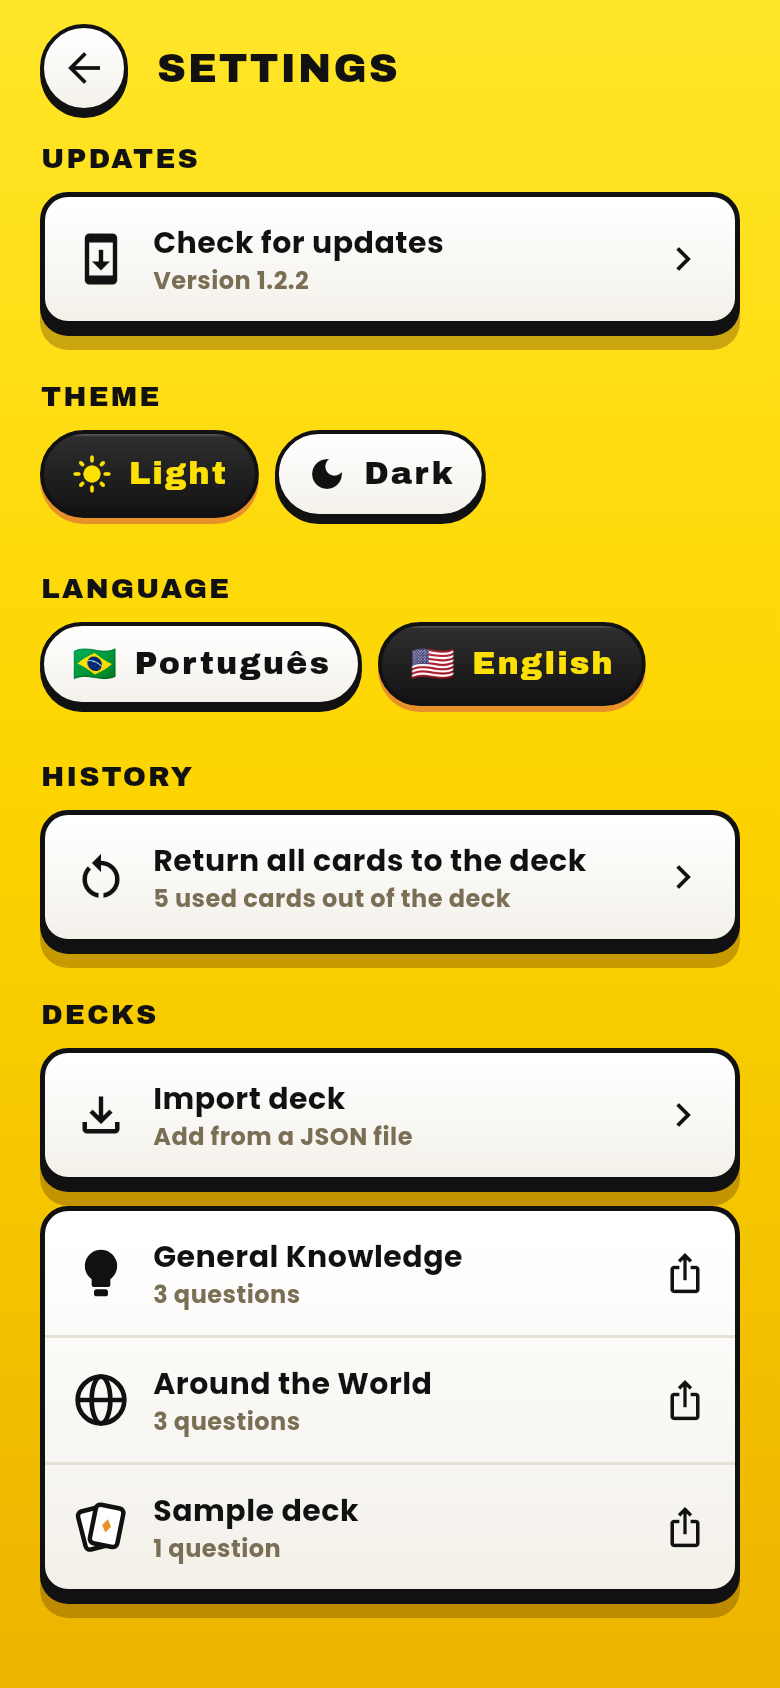 SETTINGS
UPDATES
Check for updates
Version 1.2.2
THEME
Light
Dark
LANGUAGE
Português
English
HISTORY
Return all cards to the deck
5 used cards out of the deck
DECKS
Import deck
Add from a JSON file
General Knowledge
3 questions
Around the World
3 questions
Sample deck
1 question